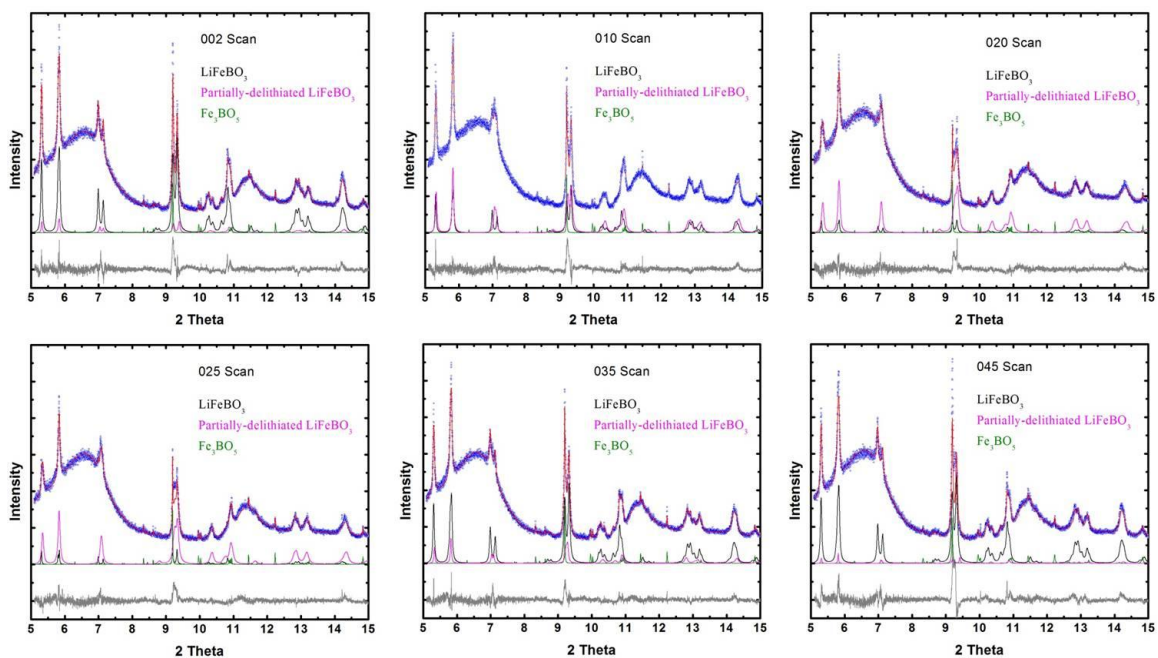 002 Scan
LiFeBO3
Partially-delithiated LiFeBO3
Fe3BO5
Intensity
5 6 7 8 9 10 11 12 13 14 15
2 Theta
010 Scan
LiFeBO3
Partially-delithiated LiFeBO3
Fe3BO5
Intensity
5 6 7 8 9 10 11 12 13 14 15
2 Theta
020 Scan
LiFeBO3
Partially-delithiated LiFeBO3
Fe3BO5
Intensity
5 6 7 8 9 10 11 12 13 14 15
2 Theta
025 Scan
LiFeBO3
Partially-delithiated LiFeBO3
Fe3BO5
Intensity
5 6 7 8 9 10 11 12 13 14 15
2 Theta
035 Scan
LiFeBO3
Partially-delithiated LiFeBO3
Fe3BO5
Intensity
5 6 7 8 9 10 11 12 13 14 15
2 Theta
045 Scan
LiFeBO3
Partially-delithiated LiFeBO3
Fe3BO5
Intensity
5 6 7 8 9 10 11 12 13 14 15
2 Theta